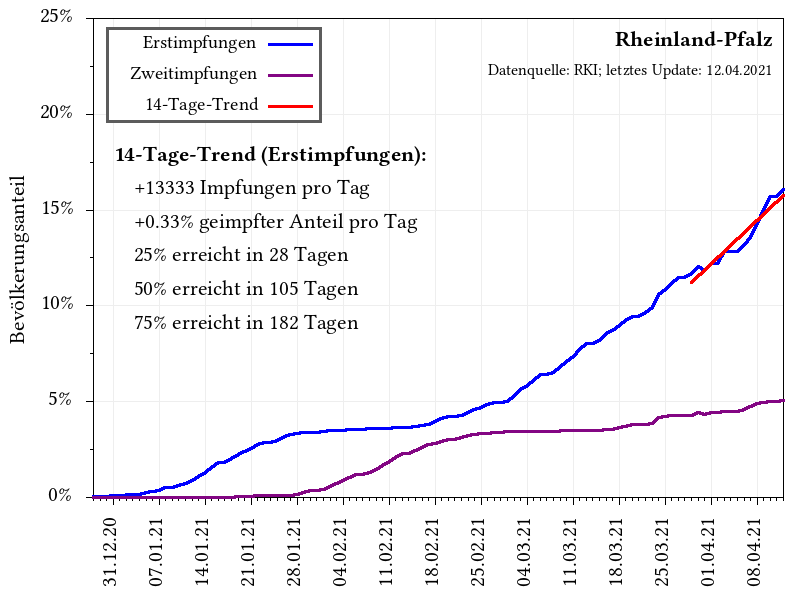 25%
20%
15%
10%
5%
0%
Bevölkerungsanteil
Erstimpfungen
Zweitimpfungen
14-Tage-Trend
Rheinland-Pfalz
Datenquelle: RKI; letztes Update: 12.04.2021
14-Tage-Trend (Erstimpfungen):
+13333 Impfungen pro Tag
+0.33% geimpfter Anteil pro Tag
25% erreicht in 28 Tagen
50% erreicht in 105 Tagen
75% erreicht in 182 Tagen
31.12.20
07.01.21
14.01.21
21.01.21
28.01.21
04.02.21
11.02.21
18.02.21
25.02.21
04.03.21
11.03.21
18.03.21
25.03.21
01.04.21
08.04.21